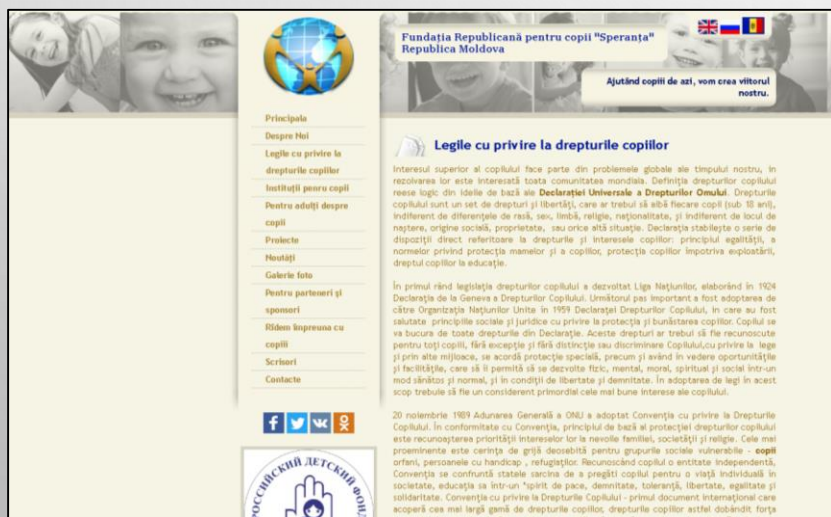 Fundația Republicană pentru copii "Speranța"
Republica Moldova
Ajutând copiii de azi, vom crea viitorul
nostru.
Principala
Despre Noi
Legile cu privire la
drepturile copiilor
Instituții penru copii
Pentru adulți despre
copii
Proiecte
Noutăți
Galerie foto
Pentru parteneri și
sponsori
Rîdem împreuna cu
copiii
Scrisori
Contacte
РОССИЙСКИЙ ДЕТСКИЙ ФОНД
Legile cu privire la drepturile copiilor
Interesul superior al copilului face parte din problemele globale ale timpului nostru, in
rezolvarea lor este interesată toata comunitatea mondiala. Definiția drepturilor copilului
reese logic din ideile de bază ale Declarației Universale a Drepturilor Omului. Drepturile
copilului sunt un set de drepturi și libertăți, care ar trebui să aibă fiecare copil (sub 18 ani),
indiferent de diferențele de rasă, sex, limbă, religie, naționalitate, și indiferent de locul de
naștere, origine socială, proprietate, sau orice altă situație. Declarația stabilește o serie de
dispoziții direct referitoare la drepturile și interesele copiilor: principiul egalității, a
normelor privind protecția mamelor și a copiilor, protecția copiilor împotriva exploatării,
dreptul copiilor la educație.
În primul rând legislația drepturilor copilului a dezvoltat Liga Națiunilor, elaborând în 1924
Declarația de la Geneva a Drepturilor Copilului. Următorul pas important a fost adoptarea de
către Organizația Națiunilor Unite în 1959 Declarației Drepturilor Copilului, in care au fost
salutate principiile sociale și juridice cu privire la protecția și bunăstarea copiilor. Copilul se
va bucura de toate drepturile din Declarație. Aceste drepturi ar trebui să fie recunoscute
pentru toți copiii, fără excepție și fără distincție sau discriminare Copilului,cu privire la lege
și prin alte mijloace, se acordă protecție specială, precum și având în vedere oportunitățile
și facilitățile, care să îi permită să se dezvolte fizic, mental, moral, spiritual și social într-un
mod sănătos și normal, și in condiții de libertate și demnitate. În adoptarea de legi în acest
scop trebuie să fie un considerent primordial cele mai bune interese ale copilului.
20 noiembrie 1989 Adunarea Generală a ONU a adoptat Convenția cu privire la Drepturile
Copilului. În conformitate cu Convenția, principiul de bază al protecției drepturilor copilului
este recunoașterea priorității intereselor lor la nevoile familiei, societății și religie. Cele mai
proeminente este cerința de grijă deosebită pentru grupurile sociale vulnerabile - copii
orfani, persoanele cu handicap , refugiaților. Recunoscând copilul o entitate independentă,
Convenția se confruntă statele sarcina de a pregăti copilul pentru o viață individuală în
societate, educația sa într-un "spirit de pace, demnitate, toleranță, libertate, egalitate și
solidaritate. Convenția cu privire la Drepturile Copilului - primul document internațional care
acoperă cea mai largă gamă de drepturile copiilor, drepturile copiilor astfel dobândit forța